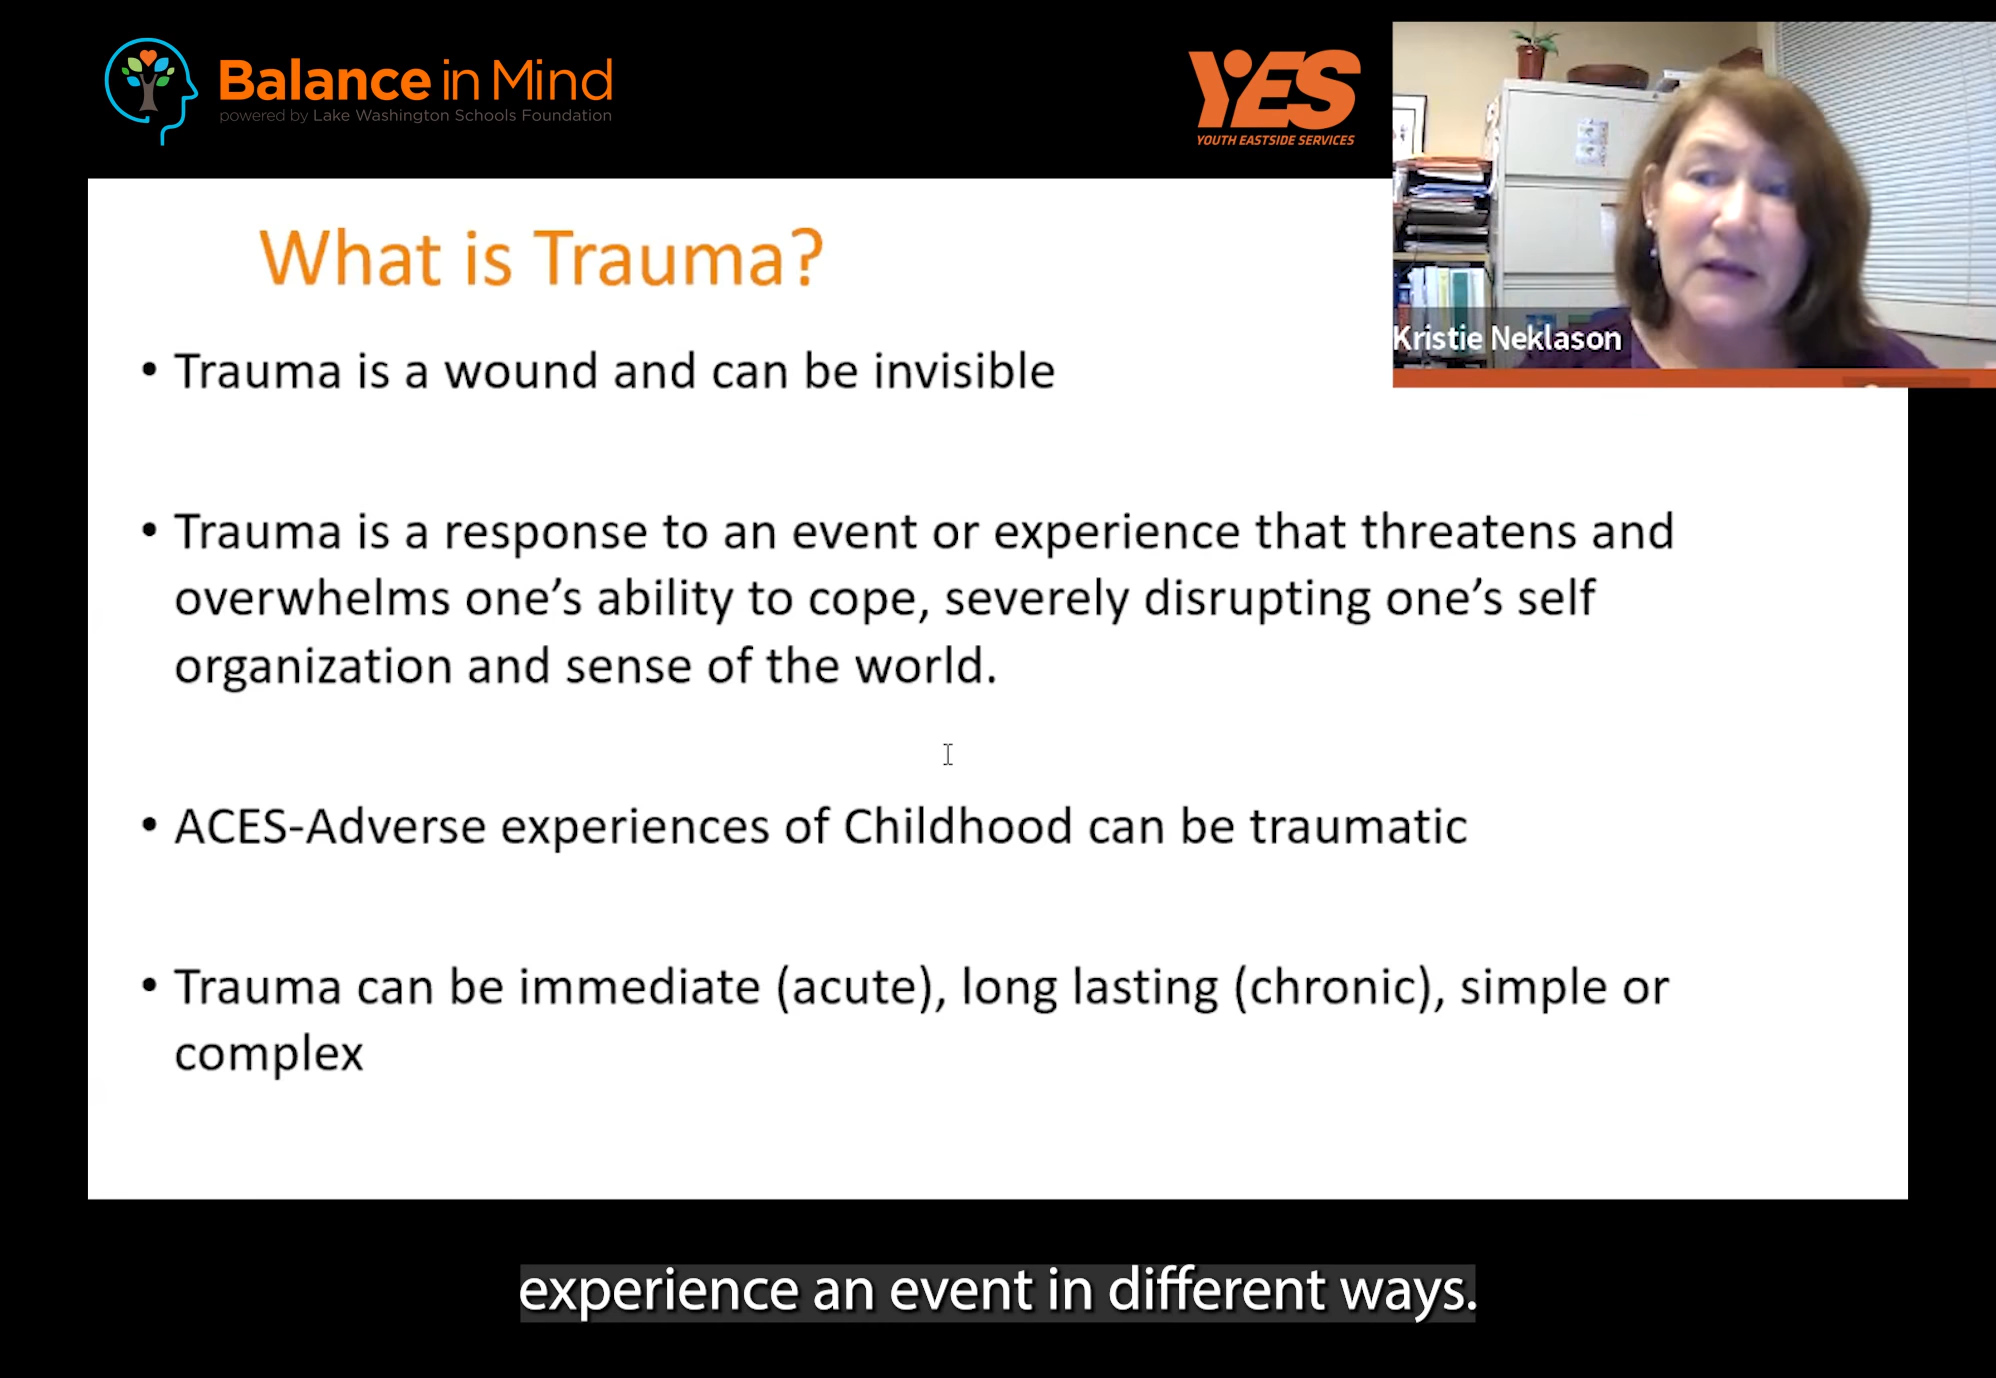 Balance in Mind
powered by Lake Washington Schools Foundation
YES
YOUTH EASTSIDE SERVICES
Kristie Neklason
What is Trauma?
• Trauma is a wound and can be invisible
• Trauma is a response to an event or experience that threatens and
overwhelms one’s ability to cope, severely disrupting one’s self
organization and sense of the world.
• ACES-Adverse experiences of Childhood can be traumatic
• Trauma can be immediate (acute), long lasting (chronic), simple or
complex
experience an event in different ways.